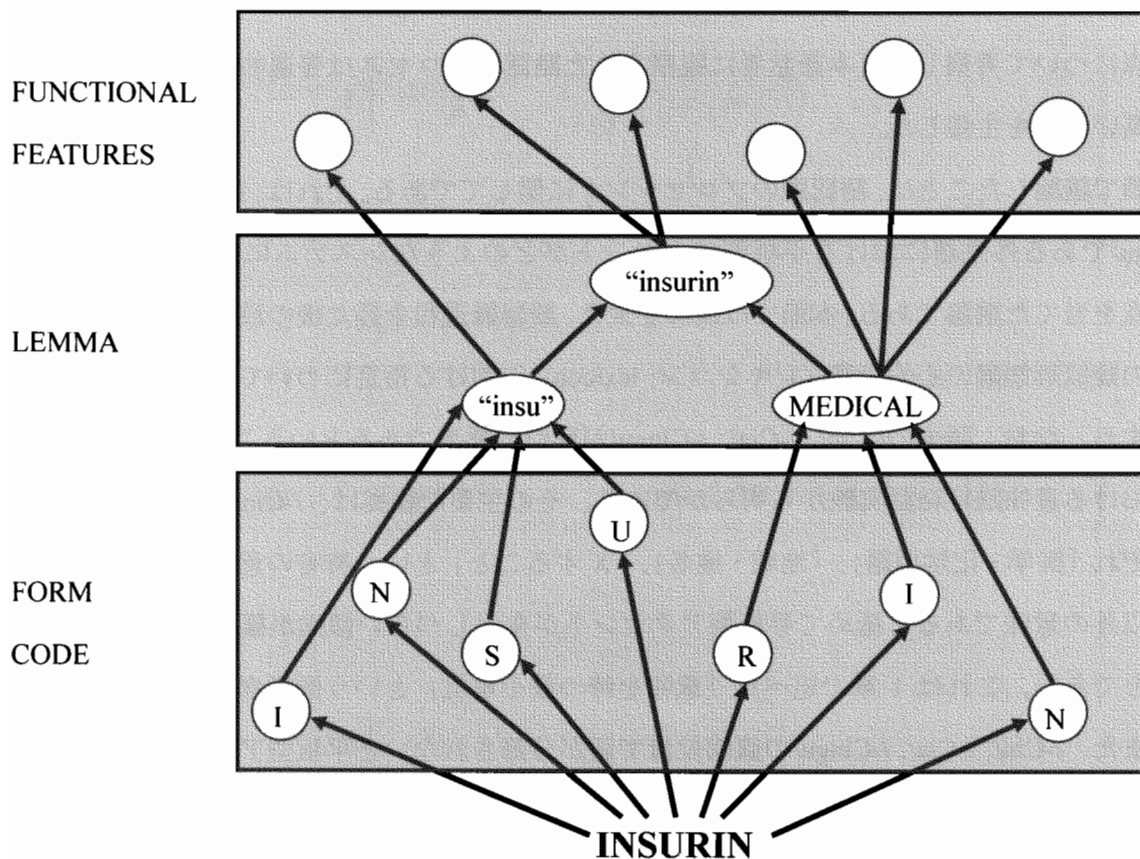 FUNCTIONAL
FEATURES
“insurin”
LEMMA
“insu”
MEDICAL
U
FORM
N
I
CODE
S
R
I
N
INSURIN